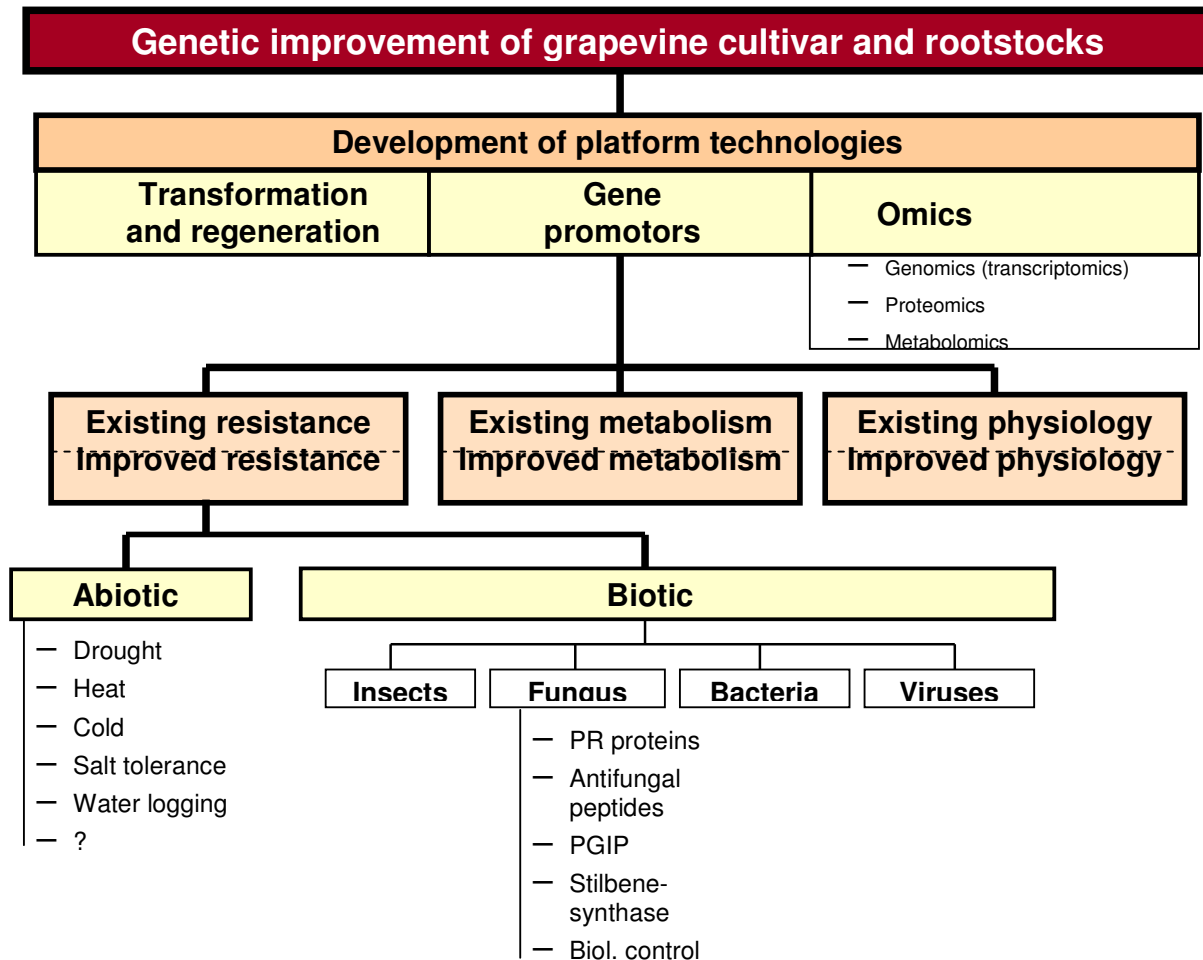 Genetic improvement of grapevine cultivar and rootstocks
Development of platform technologies
Transformation
and regeneration
Gene
promotors
Omics
— Genomics (transcriptomics)
— Proteomics
— Metabolomics
Existing resistance
Improved resistance
Existing metabolism
Improved metabolism
Existing physiology
Improved physiology
Abiotic
— Drought
— Heat
— Cold
— Salt tolerance
— Water logging
— ?
Biotic
Insects
Fungus
Bacteria
Viruses
— PR proteins
— Antifungal
peptides
— PGIP
— Stilbene-
synthase
— Biol. control